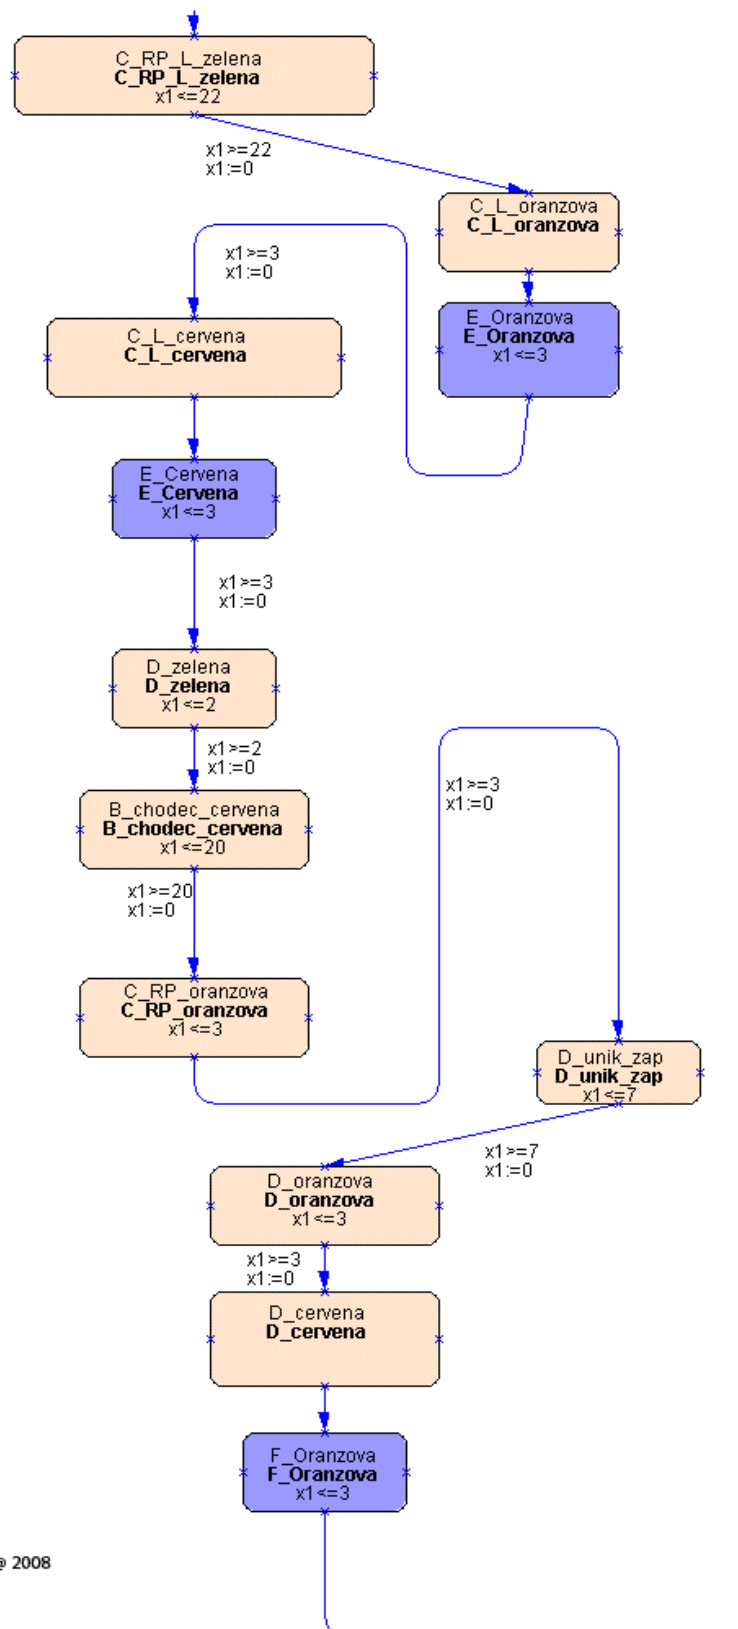 C_RP_L_zelena
C_RP_L_zelena
x1<=22
x1>=22
x1:=0
C_L_oranzova
C_L_oranzova
E_Oranzova
E_Oranzova
x1<=3
x1>=3
x1:=0
C_L_cervena
C_L_cervena
E_Cervena
E_Cervena
x1<=3
x1>=3
x1:=0
D_zelena
D_zelena
x1<=2
x1>=2
x1:=0
B_chodec_cervena
B_chodec_cervena
x1<=20
x1>=20
x1:=0
C_RP_oranzova
C_RP_oranzova
x1<=3
x1>=3
x1:=0
D_unik_zap
D_unik_zap
x1<=7
x1>=7
x1:=0
D_oranzova
D_oranzova
x1<=3
x1>=3
x1:=0
D_cervena
D_cervena
F_Oranzova
F_Oranzova
x1<=3
@ 2008